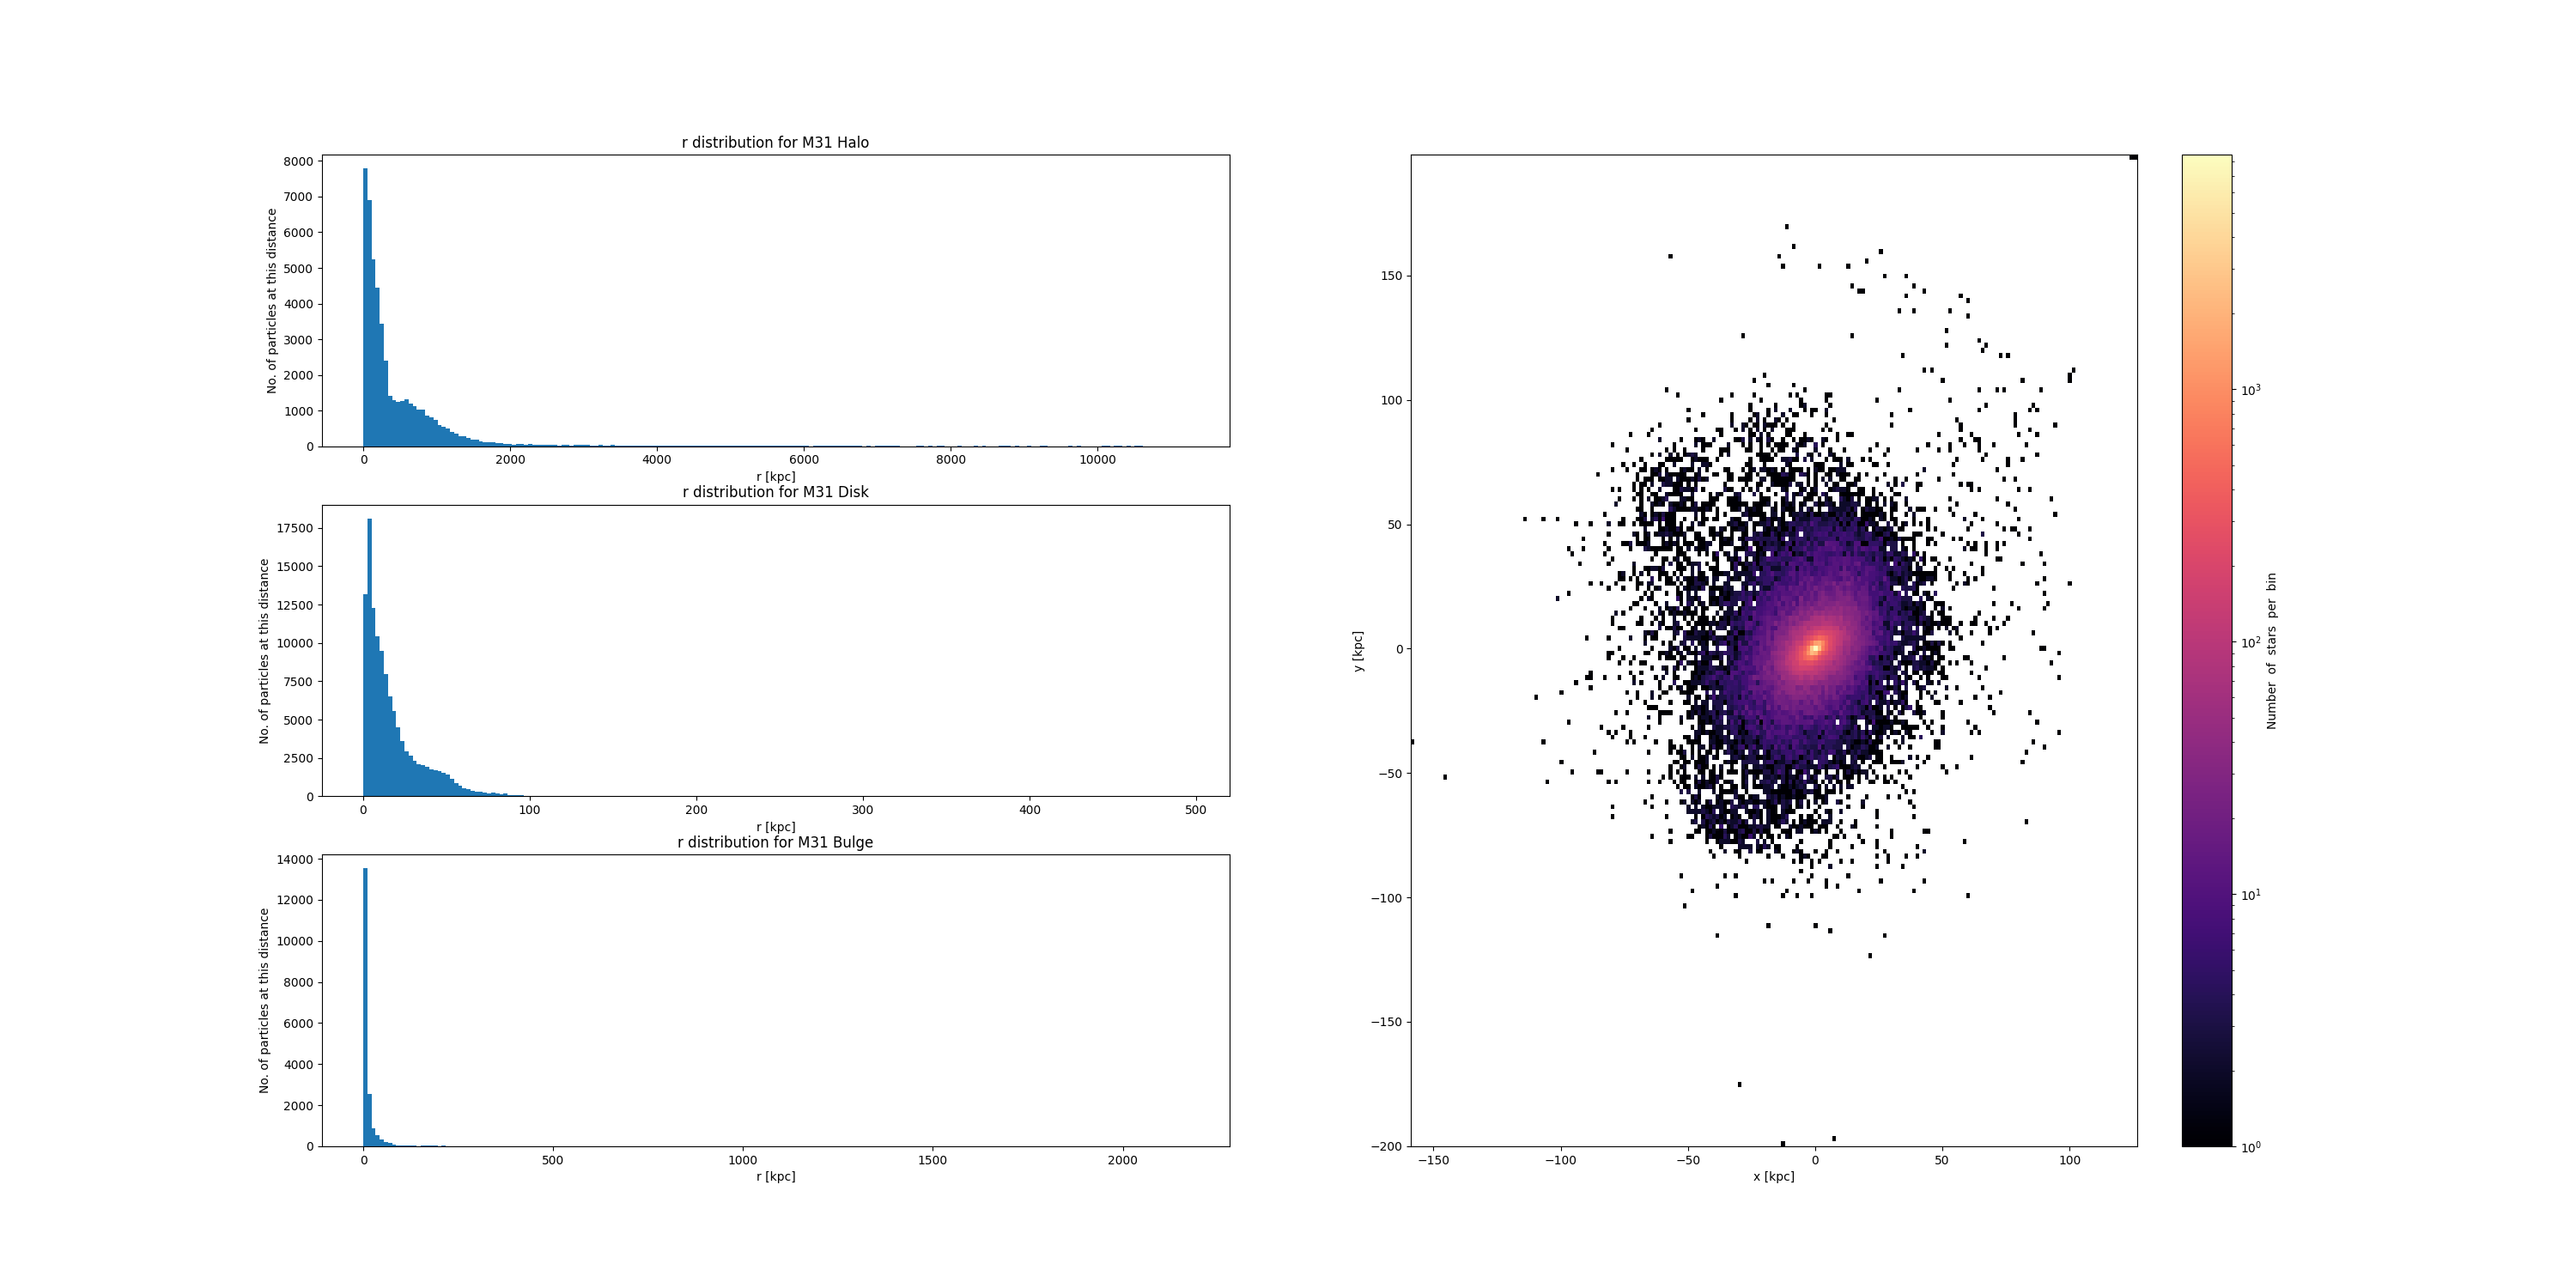 r distribution for M31 Halo
No. of particles at this distance
8000
7000
6000
5000
4000
3000
2000
1000
0
0 2000 4000 6000 8000 10000
r [kpc]
r distribution for M31 Disk
No. of particles at this distance
17500
15000
12500
10000
7500
5000
2500
0
0 100 200 300 400 500
r [kpc]
r distribution for M31 Bulge
No. of particles at this distance
14000
12000
10000
8000
6000
4000
2000
0
0 500 1000 1500 2000
r [kpc]
y [kpc]
150
100
50
0
−50
−100
−150
−200
−150 −100 −50 0 50 100
x [kpc]
10³
10²
10¹
10⁰
Number of stars per bin